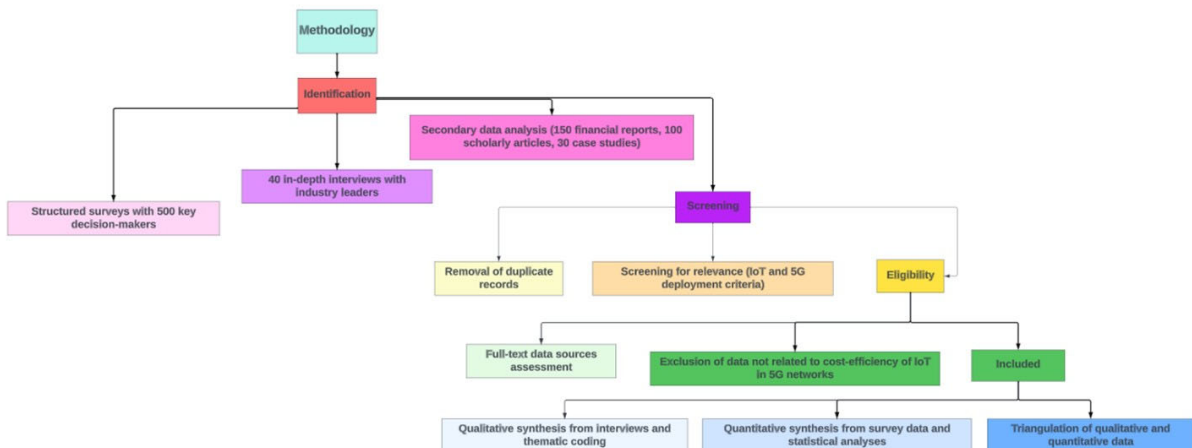 Methodology
Identification
Secondary data analysis (150 financial reports, 100
scholarly articles, 30 case studies)
40 in-depth interviews with
industry leaders
Structured surveys with 500 key
decision-makers
Screening
Removal of duplicate
records
Screening for relevance (IoT and 5G
deployment criteria)
Eligibility
Full-text data sources
assessment
Exclusion of data not related to cost-efficiency of IoT
in 5G networks
Included
Qualitative synthesis from interviews and
thematic coding
Quantitative synthesis from survey data and
statistical analyses
Triangulation of qualitative and
quantitative data